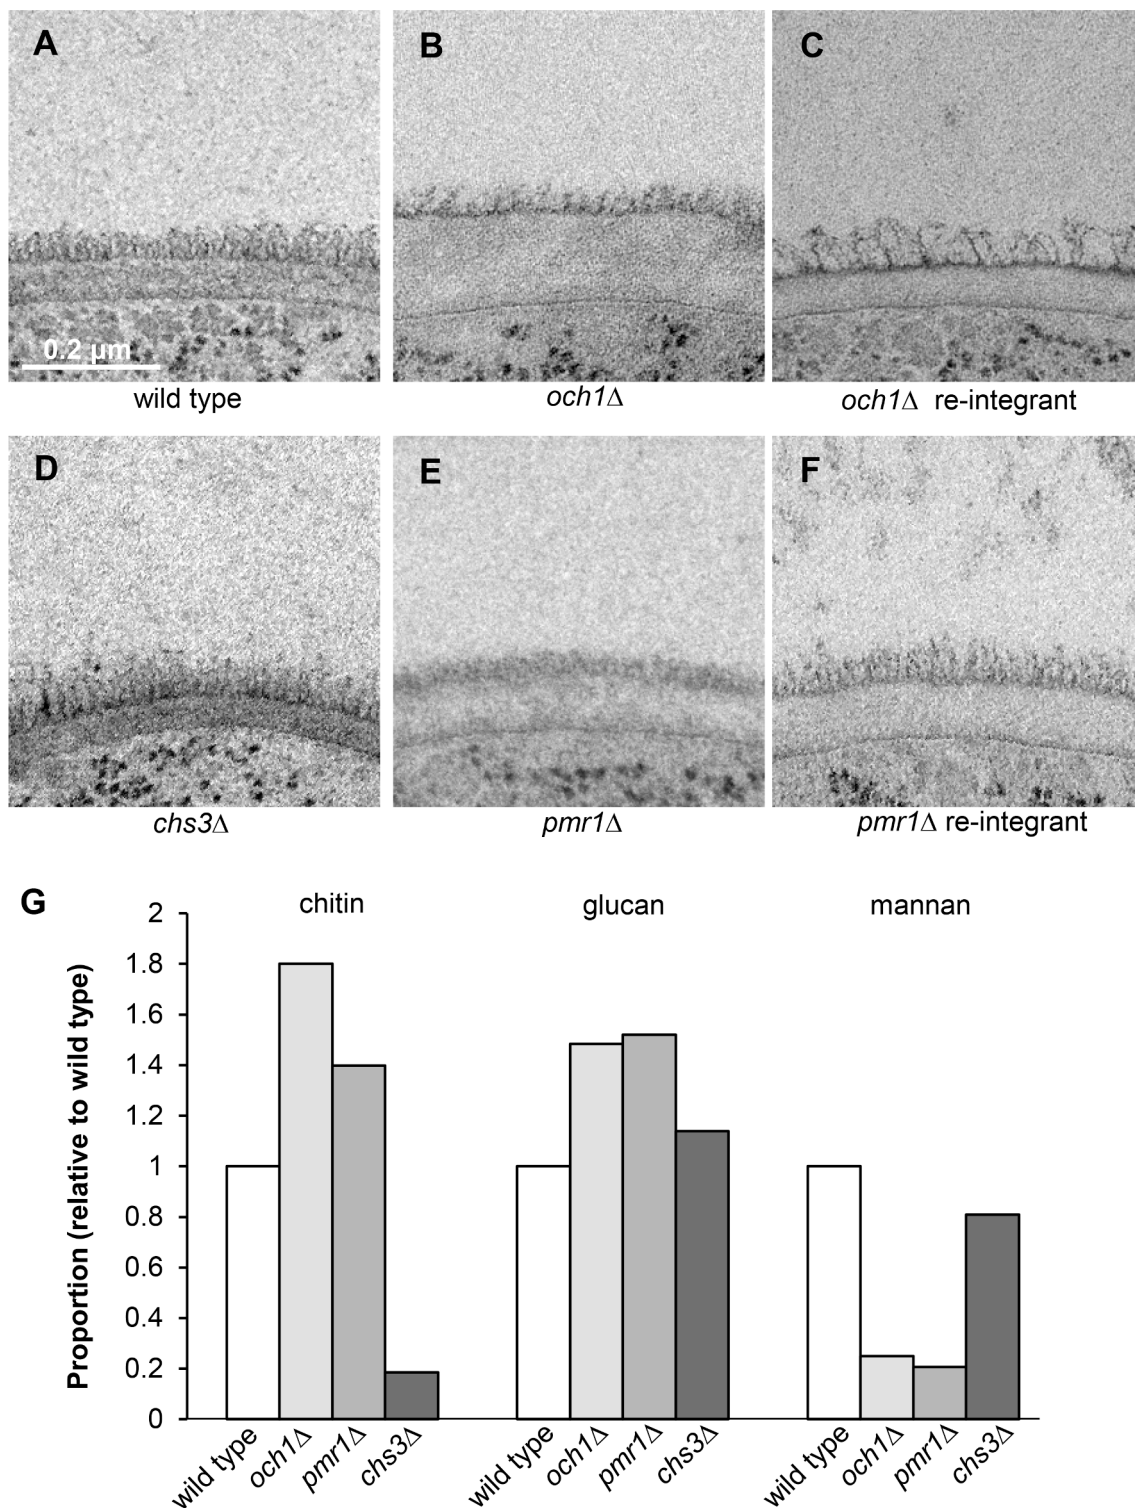 A
B
C
0.2 µm
wild type
och1Δ
och1Δ re-integrant
D
E
F
chs3Δ
pmr1Δ
pmr1Δ re-integrant
G
chitin
glucan
mannan
Proportion (relative to wild type)
2
1.8
1.6
1.4
1.2
1
0.8
0.6
0.4
0.2
0
wild type
och1Δ
pmr1Δ
chs3Δ
wild type
och1Δ
pmr1Δ
chs3Δ
wild type
och1Δ
pmr1Δ
chs3Δ